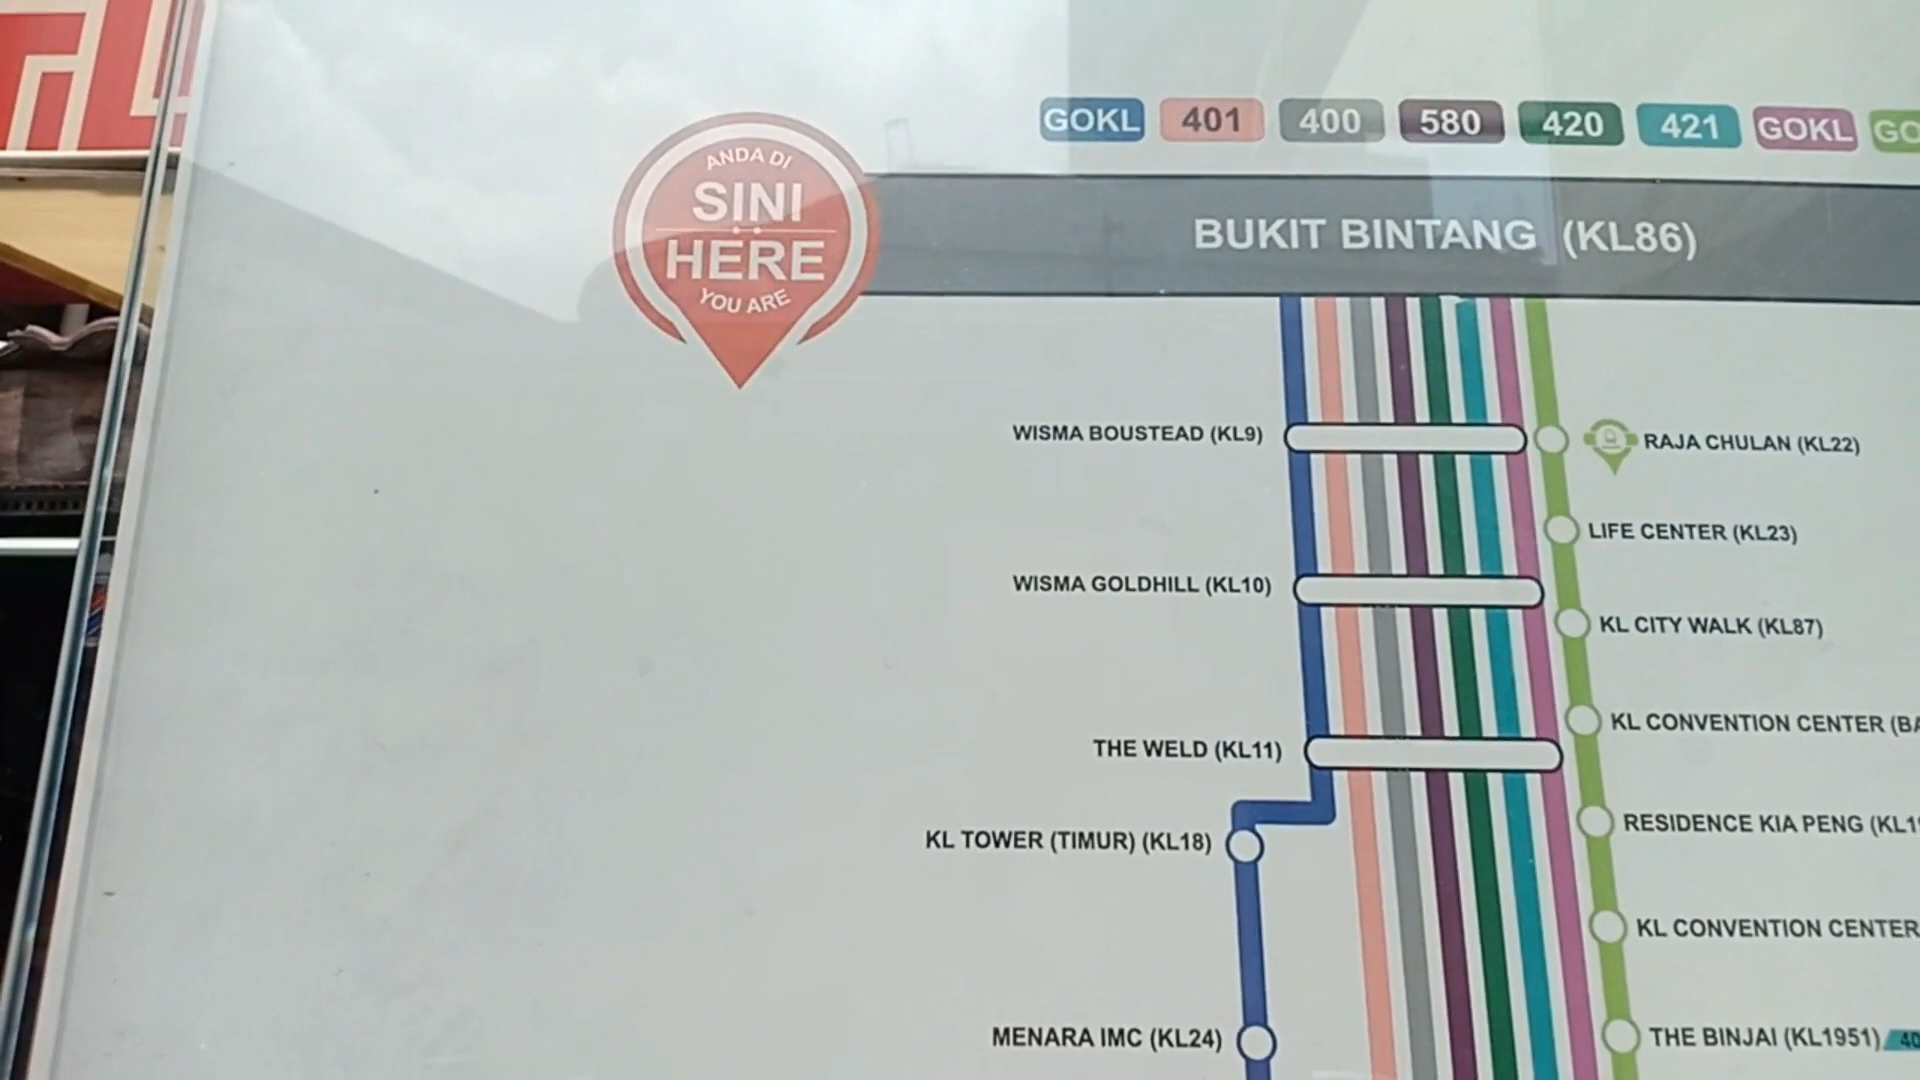 GOKL 401 400 580 420 421 GOKL
ANDA DI
SINI
HERE
YOU ARE
BUKIT BINTANG (KL86)
WISMA BOUSTEAD (KL9)
RAJA CHULAN (KL22)
LIFE CENTER (KL23)
WISMA GOLDHILL (KL10)
KL CITY WALK (KL87)
KL CONVENTION CENTER
THE WELD (KL11)
RESIDENCE KIA PENG
KL TOWER (TIMUR) (KL18)
KL CONVENTION CENTER
MENARA IMC (KL24)
THE BINJAI (KL1951)